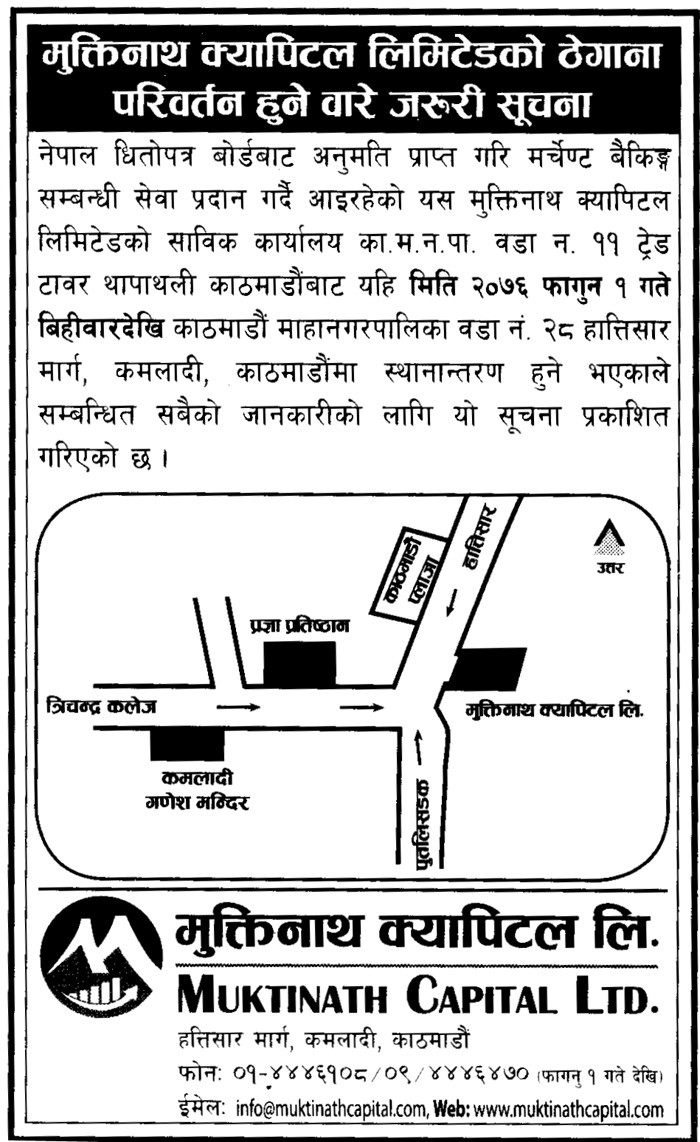 मुक्तिनाथ क्यापिटल लिमिटेडको ठेगाना
परिवर्तन हुने वारे जरुरी सूचना
नेपाल धितोपत्र बोर्डबाट अनुमति प्राप्त गरि मर्चेण्ट बैकिङ्ग
सम्बन्धी सेवा प्रदान गर्दै आइरहेको यस मुक्तिनाथ क्यापिटल
लिमिटेडको साविक कार्यालय का.म.न.पा. वडा न. ११ ट्रेड
टावर थापाथली काठमाडौंबाट यहि मिति २०७६ फागुन १ गते
बिहीवारदेखि काठमाडौं माहानगरपालिका वडा नं. २८ हात्तिसार
मार्ग, कमलादी, काठमाडौंमा स्थानान्तरण हुने भएकाले
सम्बन्धित सबैको जानकारीको लागि यो सूचना प्रकाशित
गरिएको छ ।
काठमाडौं
प्लाजा
हात्तिसार
उत्तर
प्रज्ञा प्रतिष्ठान
त्रिचन्द्र कलेज
मुक्तिनाथ क्यापिटल लि.
कमलादी
गणेश मन्दिर
पुतलिसडक
मुक्तिनाथ क्यापिटल लि.
MUKTINATH CAPITAL LTD.
हत्तिसार मार्ग, कमलादी, काठमाडौं
फोन: ०१-४४४६१०८/०९/४४४६४७० (फागनु १ गते देखि)
ईमेल: info@muktinathcapital.com, Web: www.muktinathcapital.com